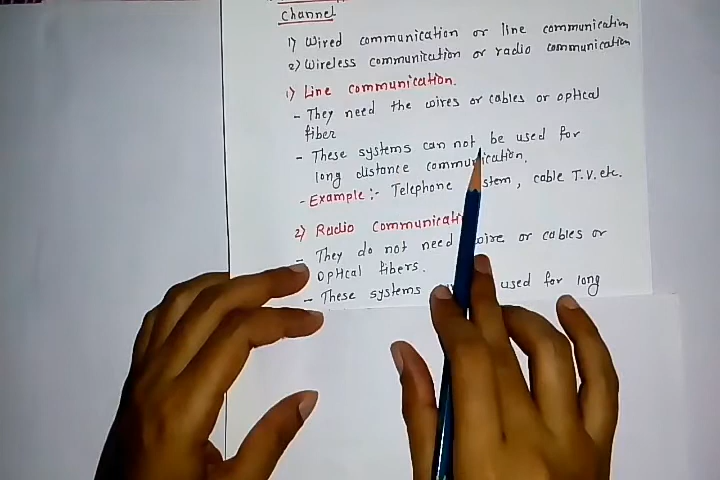 Channel
1) Wired communication or line communication
2) Wireless communication or radio communication
1) Line communication.
- They need the wires or cables or optical
fiber
- These systems can not be used for
long distance communication.
- Example :- Telephone stem, cable T.V. etc.
2) Radio Communicati
- They do not need wire or cables or
optical fibers.
- These systems used for long